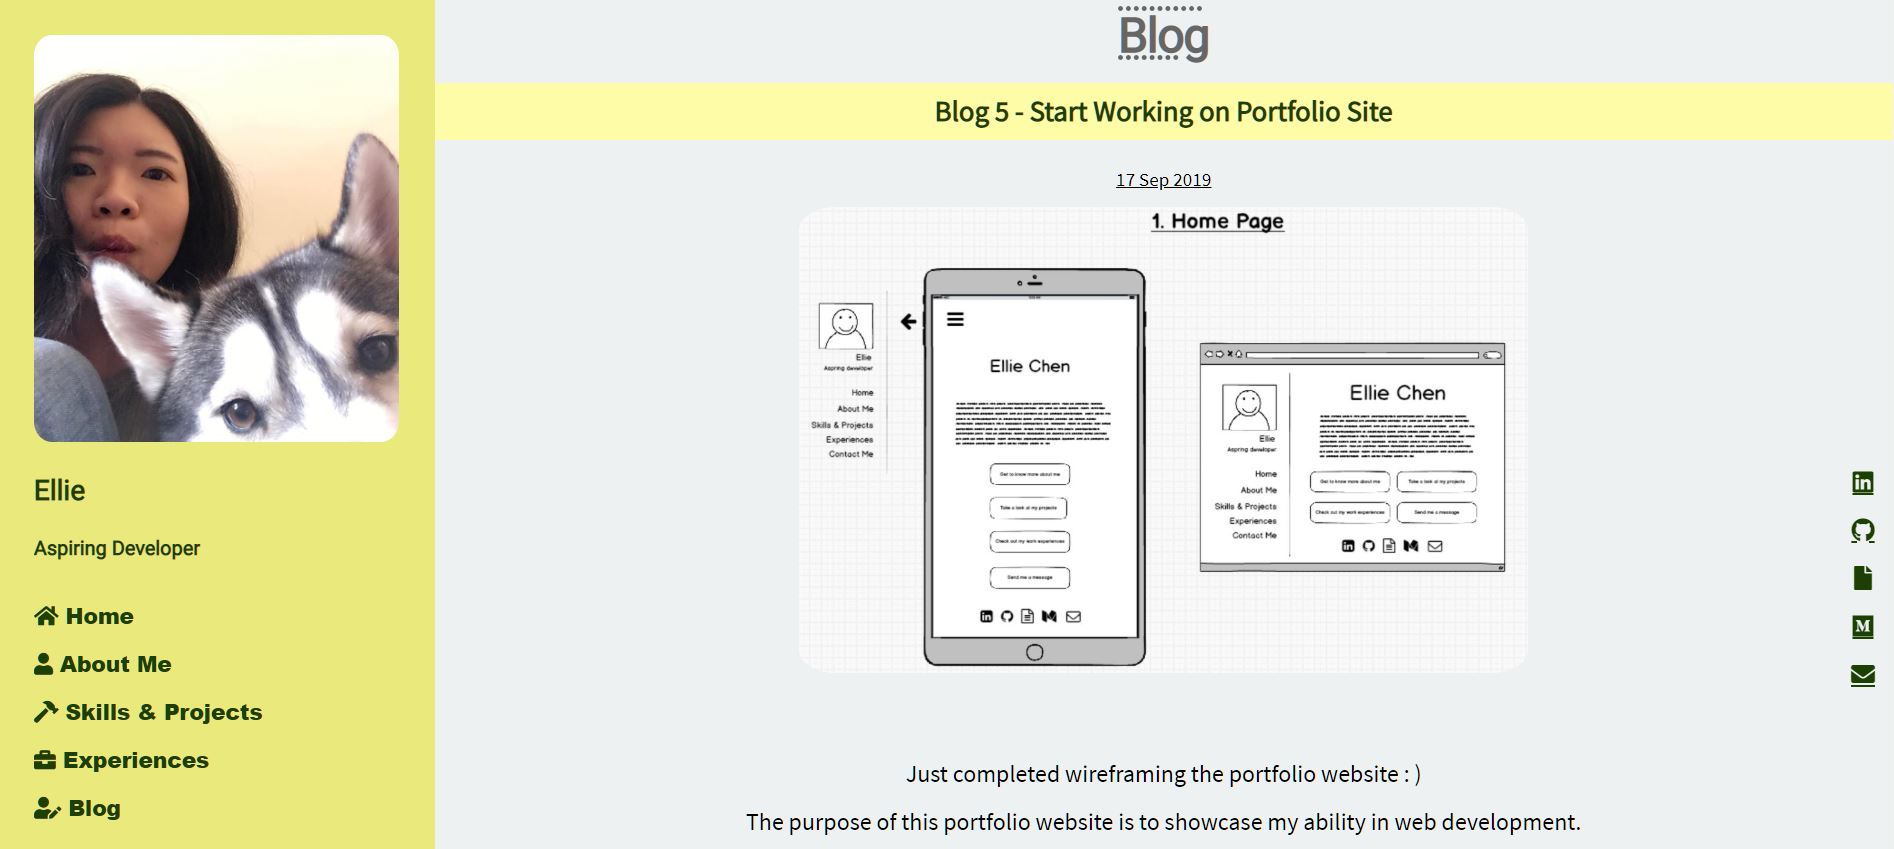 Ellie
Aspiring Developer
Home
About Me
Skills & Projects
Experiences
Blog
Blog
Blog 5 - Start Working on Portfolio Site
17 Sep 2019
1. Home Page
Ellie
Aspiring developer
Home
About Me
Skills & Projects
Experiences
Contact Me
Ellie Chen
Get to know more about me
Take a look at my projects
Check out my work experiences
Send me a message
Ellie
Aspiring developer
Home
About Me
Skills & Projects
Experiences
Contact Me
Ellie Chen
Get to know more about me
Take a look at my projects
Check out my work experiences
Send me a message
Just completed wireframing the portfolio website : )
The purpose of this portfolio website is to showcase my ability in web development.